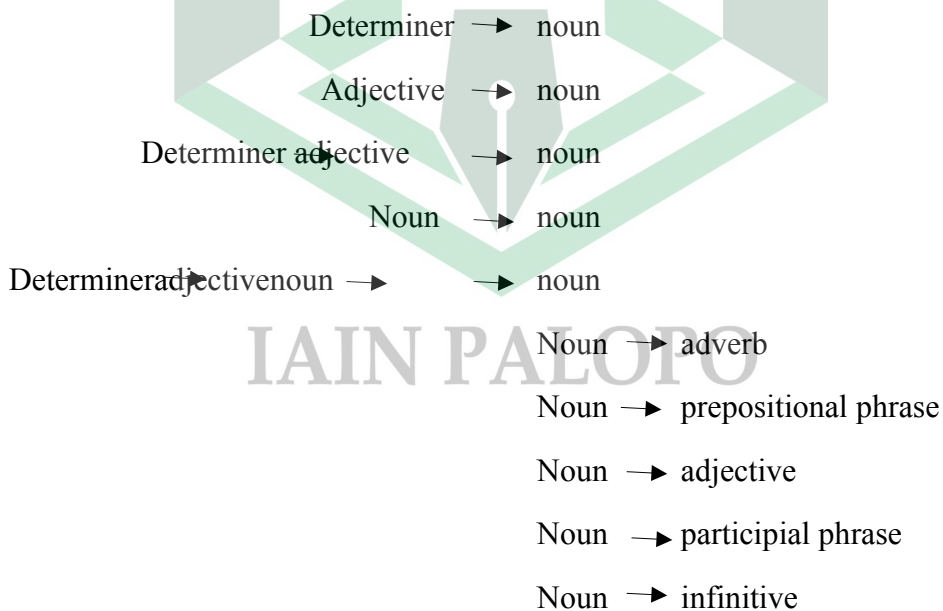 Determiner → noun
Adjective → noun
Determiner adjective → noun
Noun → noun
Determineradjectivenoun → → noun
IAIN PALOPO
Noun → adverb
Noun → prepositional phrase
Noun → adjective
Noun → participial phrase
Noun → infinitive